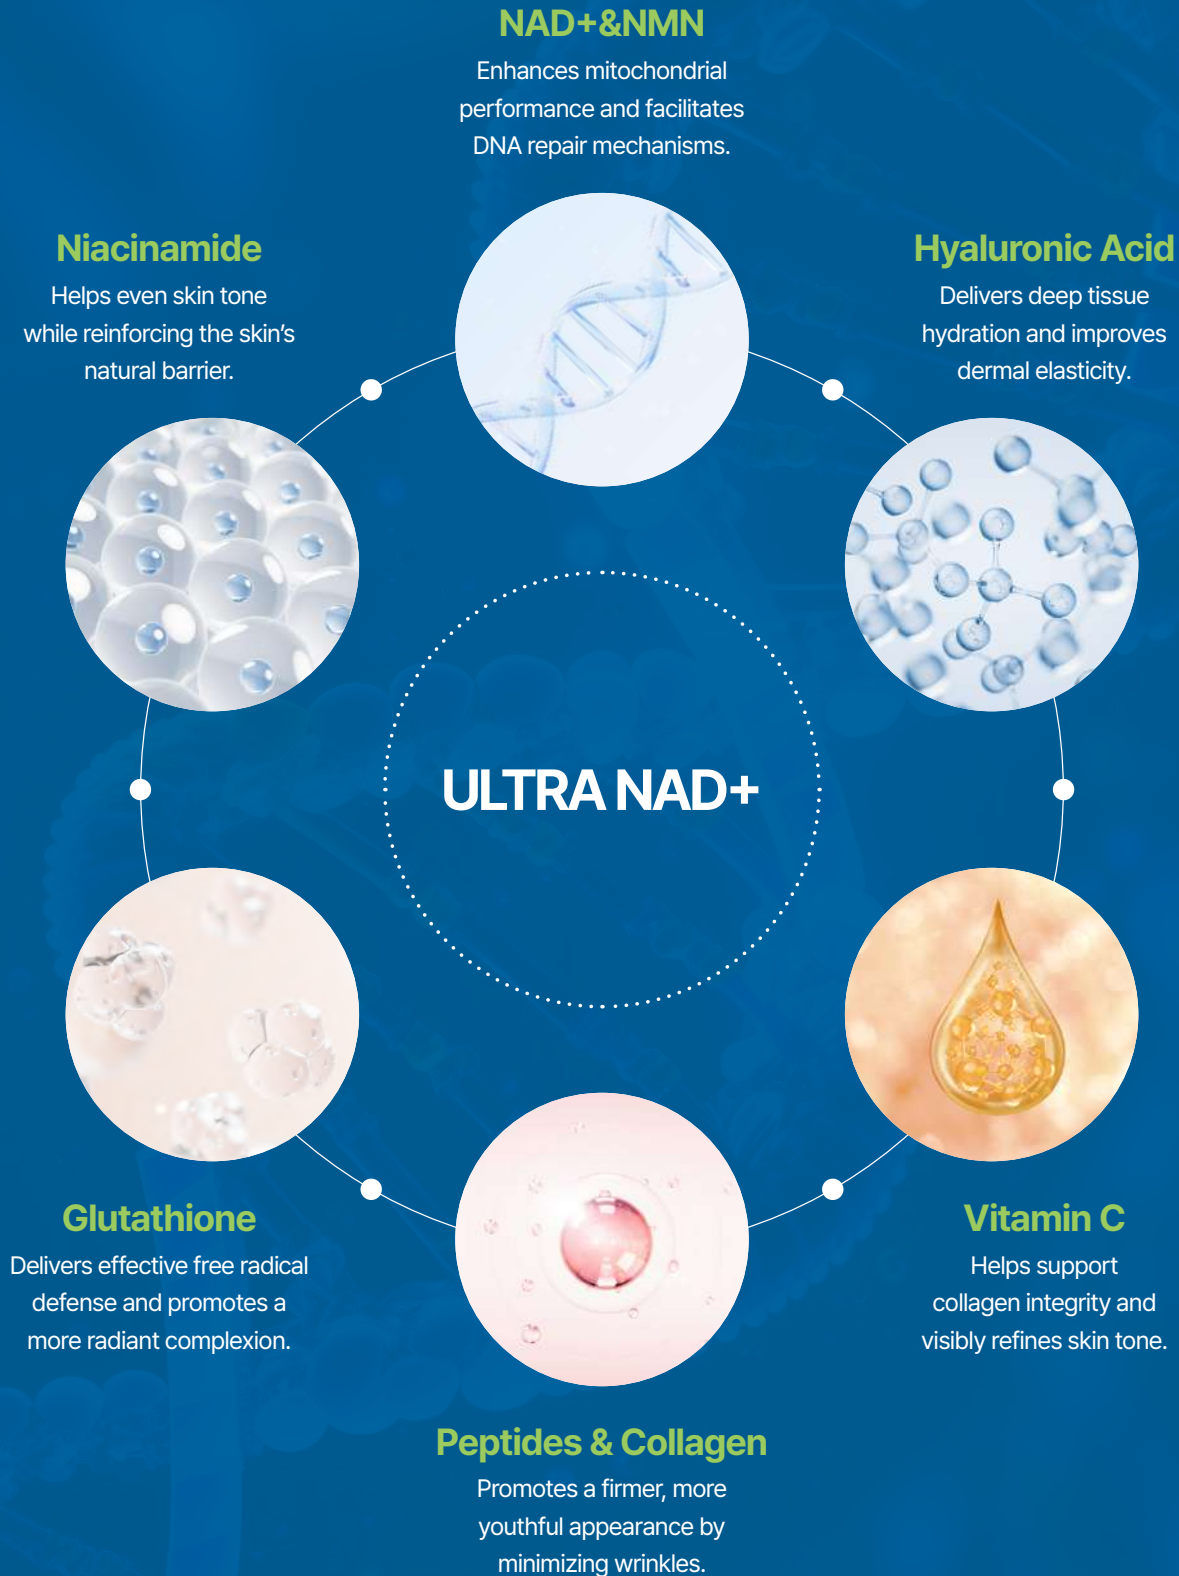 NAD+&NMN
Enhances mitochondrial
performance and facilitates
DNA repair mechanisms.
Niacinamide
Helps even skin tone
while reinforcing the skin’s
natural barrier.
Hyaluronic Acid
Delivers deep tissue
hydration and improves
dermal elasticity.
ULTRA NAD+
Glutathione
Delivers effective free radical
defense and promotes a
more radiant complexion.
Vitamin C
Helps support
collagen integrity and
visibly refines skin tone.
Peptides & Collagen
Promotes a firmer, more
youthful appearance by
minimizing wrinkles.